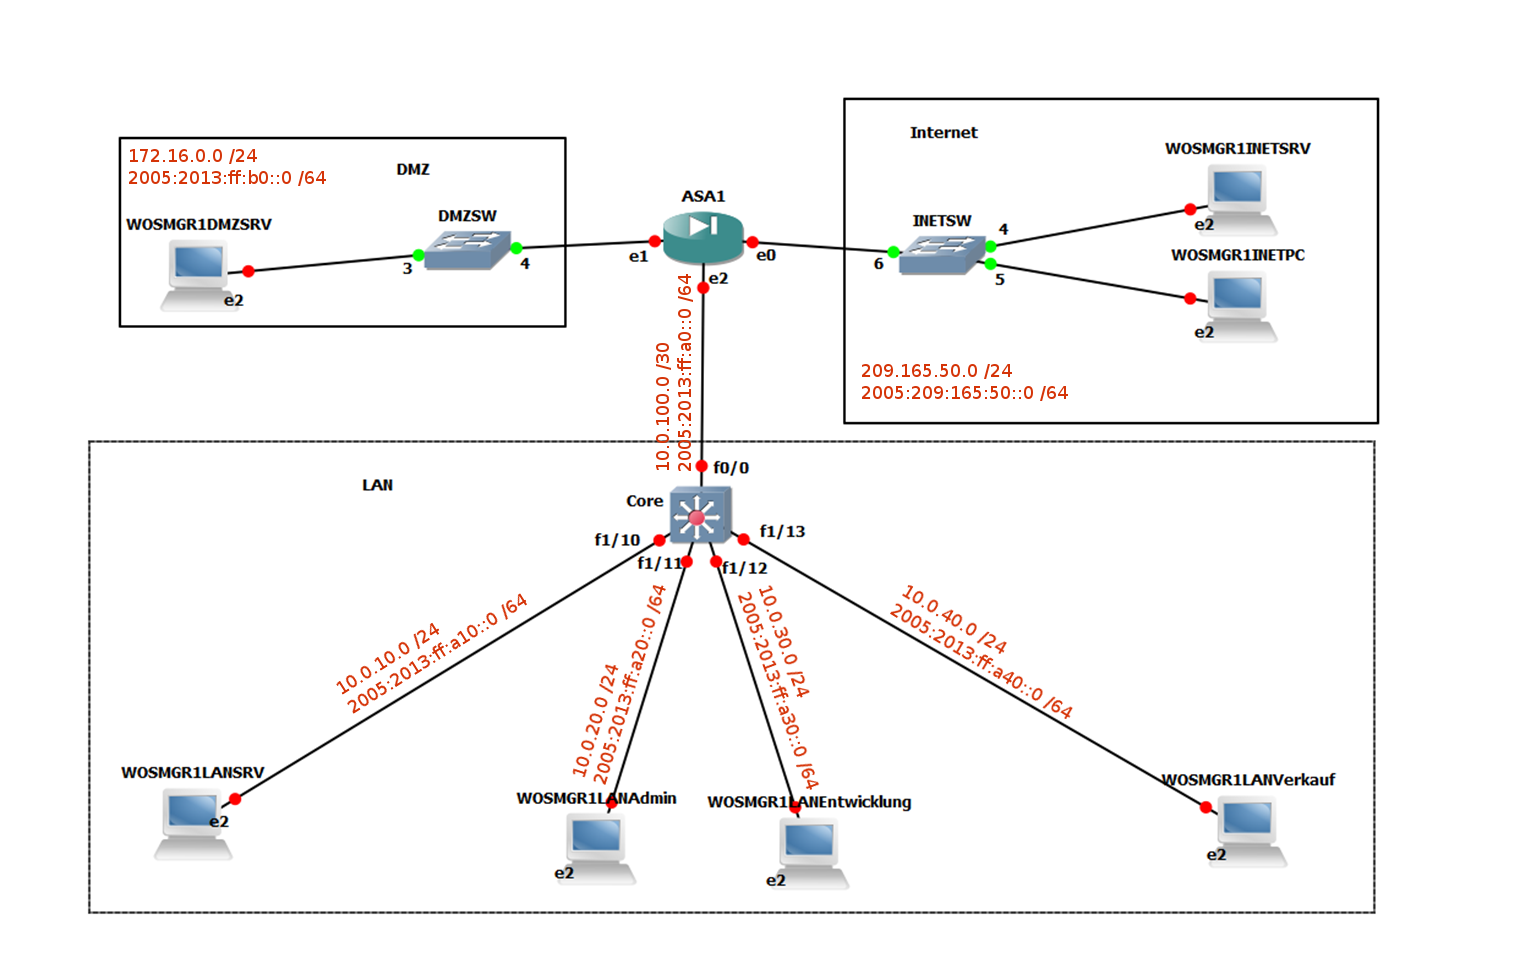 Internet
172.16.0.0 /24
2005:2013:ff:b0::0 /64
DMZ
WOSMGR1INETSRV
ASA1
DMZSW
INETSW
WOSMGR1DMZSRV
4
e2
WOSMGR1INETPC
e1
e0
3
4
6
5
e2
e2
e2
10.0.100.0 /30
2005:2013:ff:a0::0 /64
209.165.50.0 /24
2005:209:165:50::0 /64
f0/0
LAN
Core
f1/10
f1/11
f1/12
f1/13
10.0.10.0 /24
2005:2013:ff:a10::0 /64
10.0.20.0 /24
2005:2013:ff:a20::0 /64
10.0.30.0 /24
2005:2013:ff:a30::0 /64
10.0.40.0 /24
2005:2013:ff:a40::0 /64
WOSMGR1LANSRV
e2
WOSMGR1LANAdmin
e2
WOSMGR1LANEntwicklung
e2
WOSMGR1LANVerkauf
e2